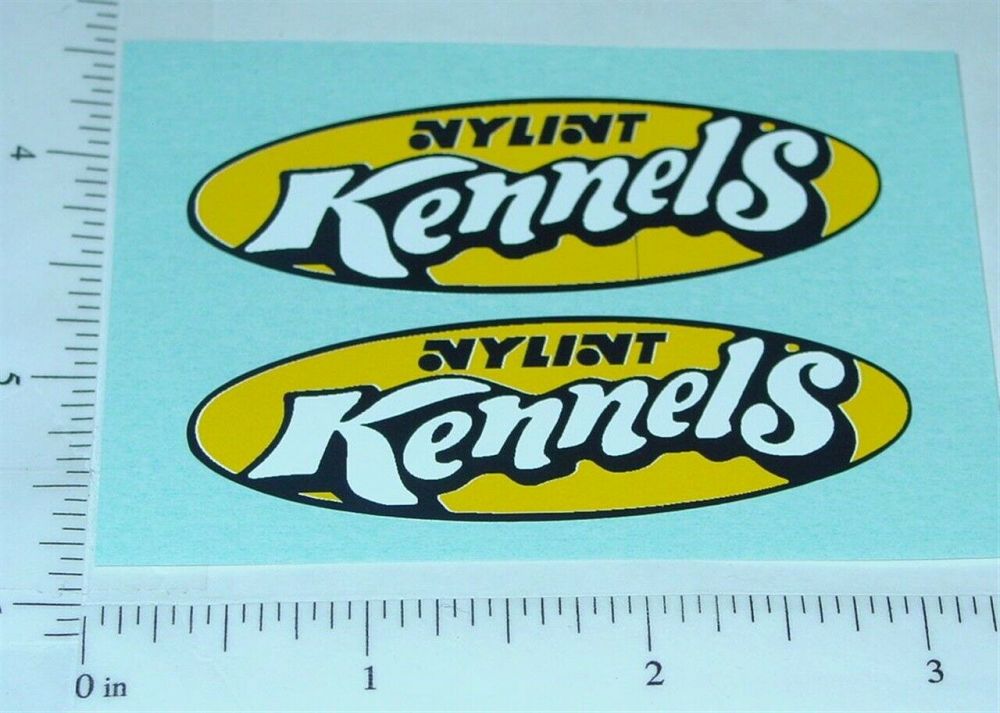 NYLINT
Kennels
NYLINT
Kennels
4
5
0 in
1
2
3